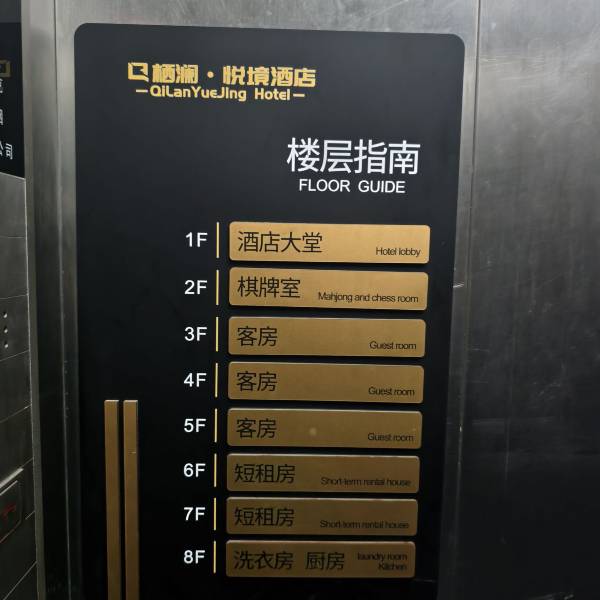 栖澜·悦境酒店
QiLanYueJing Hotel
楼层指南
FLOOR GUIDE
1F 酒店大堂 Hotel lobby
2F 棋牌室 Mahjong and chess room
3F 客房 Guest room
4F 客房 Guest room
5F 客房 Guest room
6F 短租房 Short-term rental house
7F 短租房 Short-term rental house
8F 洗衣房 厨房 laundry room
Kitchen
公司